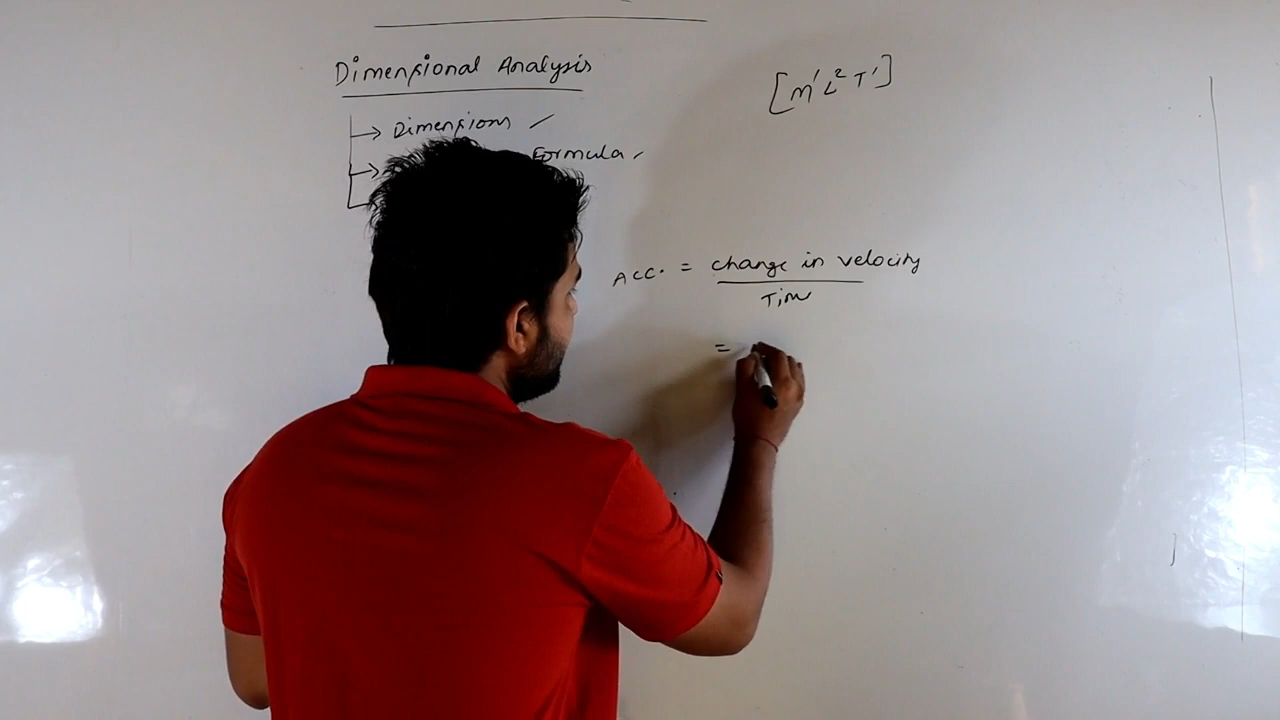 Dimensional Analysis
[M¹L²T¹]
→ Dimensions ✓
→ Formula ✓
Acc. = change in velocity
Time
=